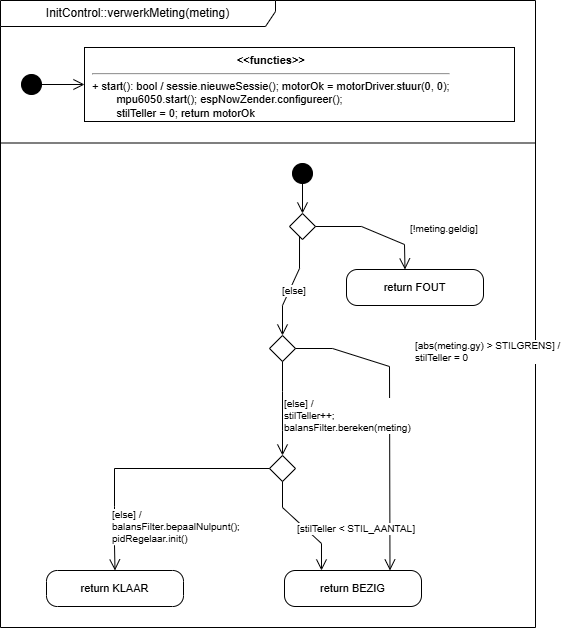 InitControl::verwerkMeting(meting)
<<functies>>
+ start(): bool / sessie.nieuweSessie(); motorOk = motorDriver.stuur(0, 0);
mpu6050.start(); espNowZender.configureer();
stilTeller = 0; return motorOk
[!meting.geldig]
return FOUT
[else]
[abs(meting.gy) > STILGRENS] /
stilTeller = 0
[else] /
stilTeller++;
balansFilter.bereken(meting)
[else] /
balansFilter.bepaalNulpunt();
pidRegelaar.init()
[stilTeller < STIL_AANTAL]
return KLAAR
return BEZIG